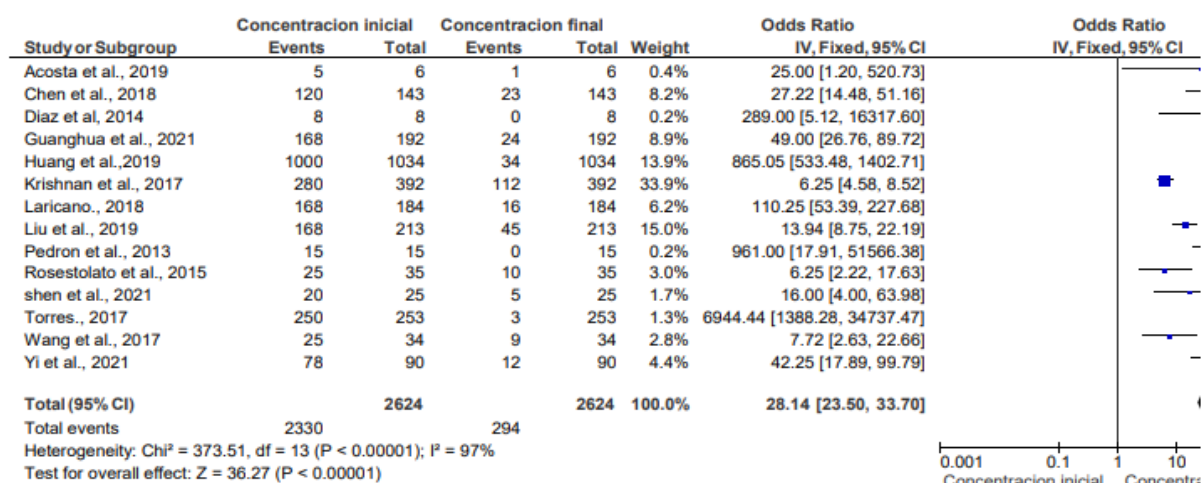 Concentracion inicial Concentracion final Odds Ratio Odds Ratio
Study or Subgroup Events Total Events Total Weight IV, Fixed, 95% CI IV, Fixed, 95% CI
Acosta et al., 2019 5 6 1 6 0.4% 25.00 [1.20, 520.73]
Chen et al., 2018 120 143 23 143 8.2% 27.22 [14.48, 51.16]
Diaz et al, 2014 8 8 0 8 0.2% 289.00 [5.12, 16317.60]
Guanghua et al., 2021 168 192 24 192 8.9% 49.00 [26.76, 89.72]
Huang et al.,2019 1000 1034 34 1034 13.9% 865.05 [533.48, 1402.71]
Krishnan et al., 2017 280 392 112 392 33.9% 6.25 [4.58, 8.52]
Laricano., 2018 168 184 16 184 6.2% 110.25 [53.39, 227.68]
Liu et al., 2019 168 213 45 213 15.0% 13.94 [8.75, 22.19]
Pedron et al., 2013 15 15 0 15 0.2% 961.00 [17.91, 51566.38]
Rosestolato et al., 2015 25 35 10 35 3.0% 6.25 [2.22, 17.63]
shen et al., 2021 20 25 5 25 1.7% 16.00 [4.00, 63.98]
Torres., 2017 250 253 3 253 1.3% 6944.44 [1388.28, 34737.47]
Wang et al., 2017 25 34 9 34 2.8% 7.72 [2.63, 22.66]
Yi et al., 2021 78 90 12 90 4.4% 42.25 [17.89, 99.79]
Total (95% CI) 2624 2624 100.0% 28.14 [23.50, 33.70]
Total events 2330 294
Heterogeneity: Chi² = 373.51, df = 13 (P < 0.00001); I² = 97%
Test for overall effect: Z = 36.27 (P < 0.00001)
0.001 0.1 1 10
Concentracion inicial